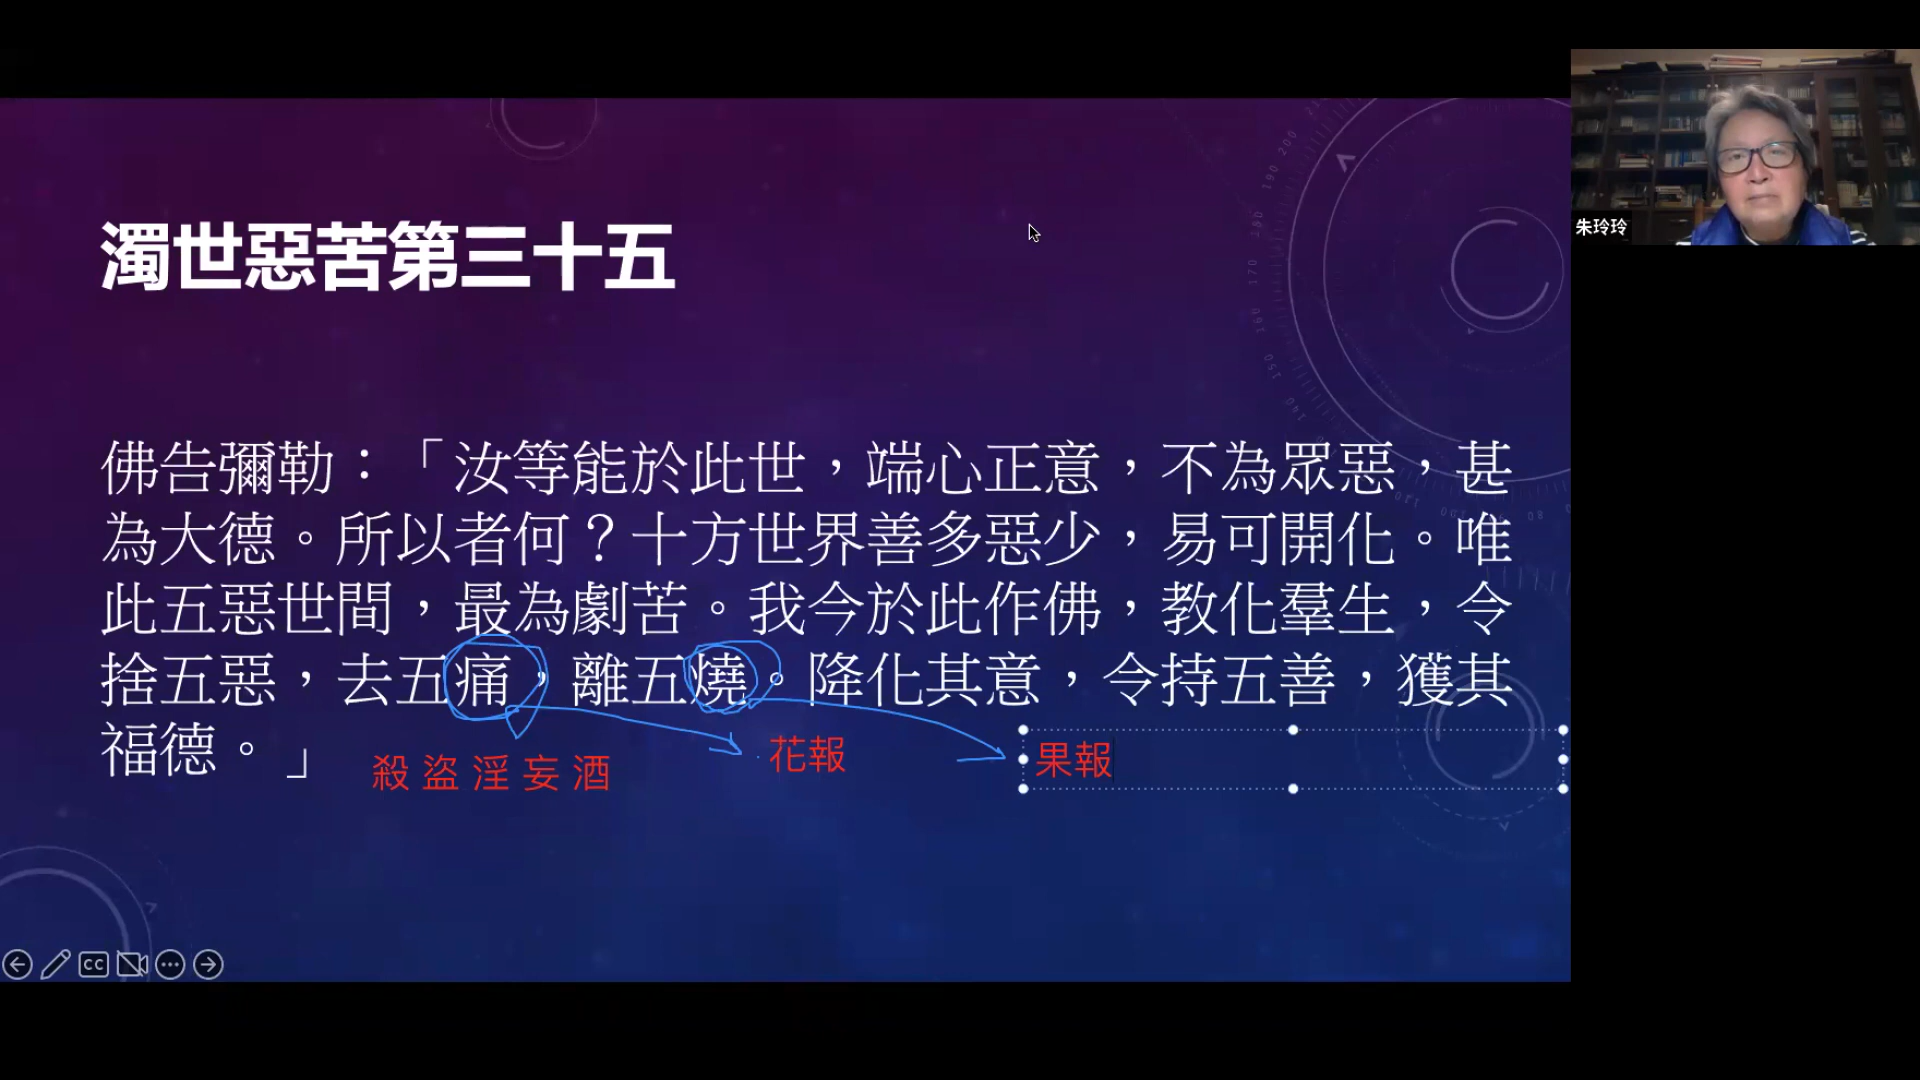 濁世惡苦第三十五
朱玲玲
佛告彌勒：「汝等能於此世，端心正意，不為眾惡，甚
為大德。所以者何？十方世界善多惡少，易可開化。唯
此五惡世間，最為劇苦。我今於此作佛，教化羣生，令
捨五惡，去五痛，離五燒。降化其意，令持五善，獲其
福德。」
殺 盜 淫 妄 酒
花報
果報
CC